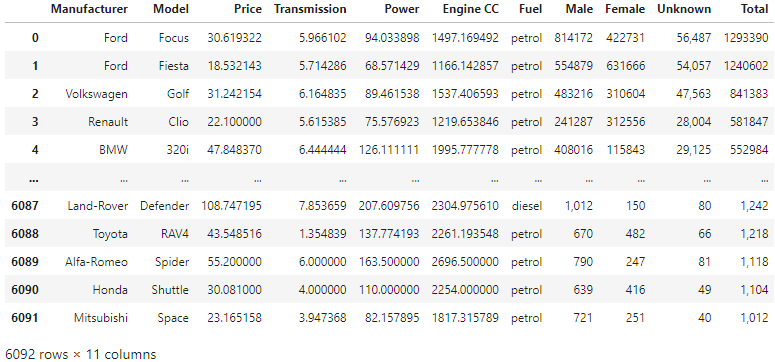 Manufacturer Model Price Transmission Power Engine CC Fuel Male Female Unknown Total
0 Ford Focus 30.619322 5.966102 94.033898 1497.169492 petrol 814172 422731 56,487 1293390
1 Ford Fiesta 18.532143 5.714286 68.571429 1166.142857 petrol 554879 631666 54,057 1240602
2 Volkswagen Golf 31.242154 6.164835 89.461538 1537.406593 petrol 483216 310604 47,563 841383
3 Renault Clio 22.100000 5.615385 75.576923 1219.653846 petrol 241287 312556 28,004 581847
4 BMW 320i 47.848370 6.444444 126.111111 1995.777778 petrol 408016 115843 29,125 552984
... ... ... ... ... ... ... ... ... ... ... ...
6087 Land-Rover Defender 108.747195 7.853659 207.609756 2304.975610 diesel 1,012 150 80 1,242
6088 Toyota RAV4 43.548516 1.354839 137.774193 2261.193548 petrol 670 482 66 1,218
6089 Alfa-Romeo Spider 55.200000 6.000000 163.500000 2696.500000 petrol 790 247 81 1,118
6090 Honda Shuttle 30.081000 4.000000 110.000000 2254.000000 petrol 639 416 49 1,104
6091 Mitsubishi Space 23.165158 3.947368 82.157895 1817.315789 petrol 721 251 40 1,012
6092 rows × 11 columns